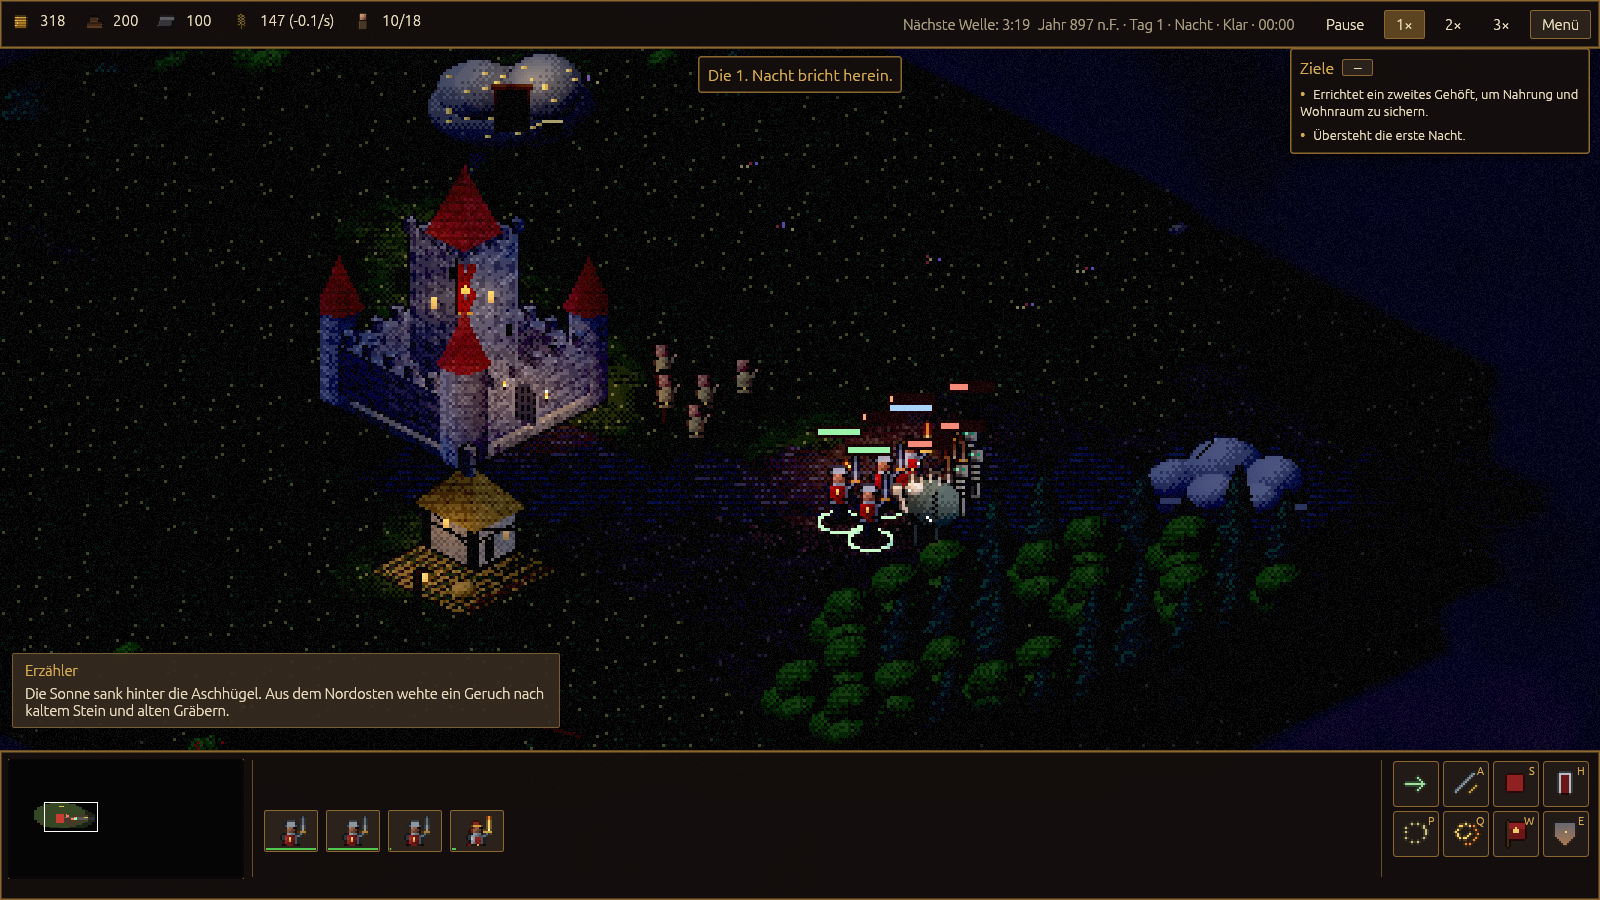 318
200
100
147 (-0.1/s)
10/18
Nächste Welle: 3:19 Jahr 897 n.F. · Tag 1 · Nacht · Klar · 00:00
Pause
1×
2×
3×
Menü
Die 1. Nacht bricht herein.
Ziele –
• Errichtet ein zweites Gehöft, um Nahrung und
Wohnraum zu sichern.
• Übersteht die erste Nacht.
Erzähler
Die Sonne sank hinter die Aschhügel. Aus dem Nordosten wehte ein Geruch nach
kaltem Stein und alten Gräbern.
A
S
H
P
Q
W
E